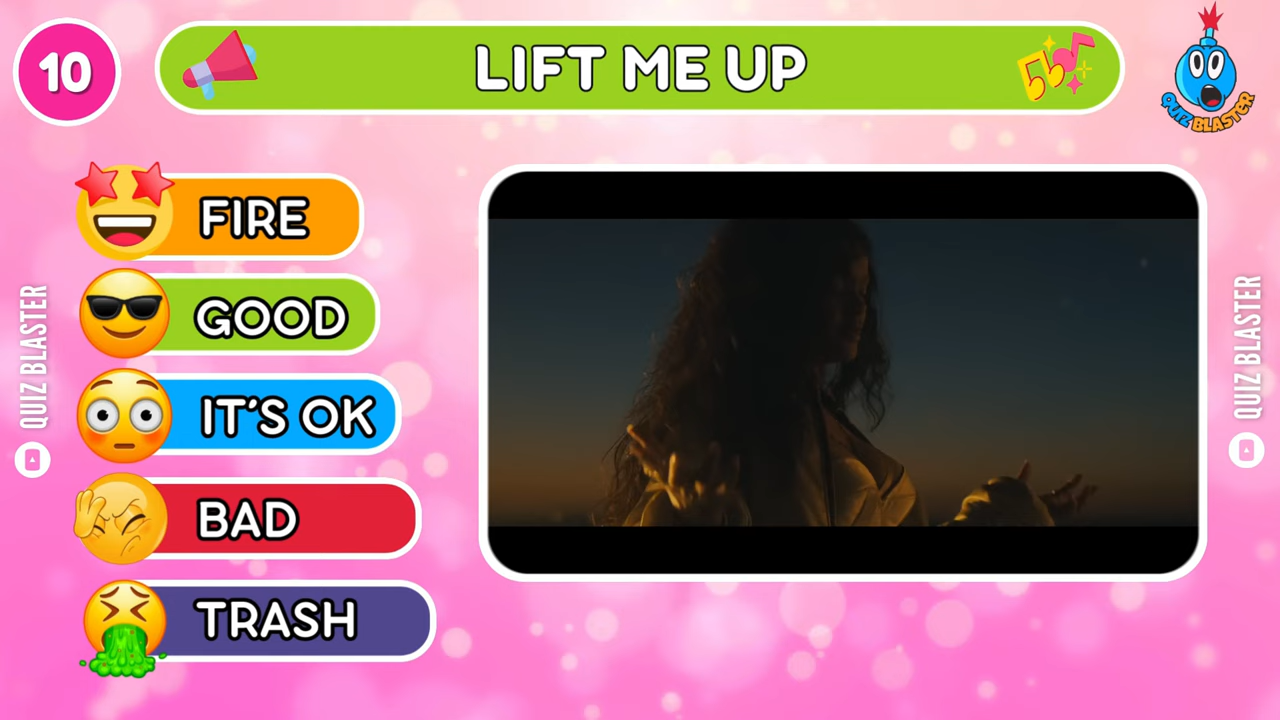 10
LIFT ME UP
QUIZ BLASTER
FIRE
GOOD
IT'S OK
BAD
TRASH
QUIZ BLASTER
QUIZ BLASTER